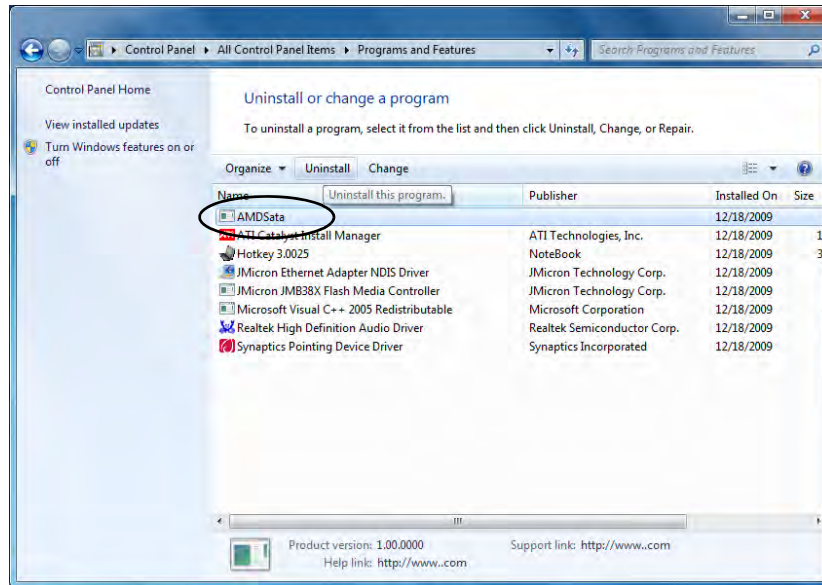 Control Panel ▸ All Control Panel Items ▸ Programs and Features
Search Programs and Features
Control Panel Home
View installed updates
Turn Windows features on or off
Uninstall or change a program
To uninstall a program, select it from the list and then click Uninstall, Change, or Repair.
Organize Uninstall Change
Name Publisher Installed On Size
Uninstall this program.
AMDSata 12/18/2009
ATI Catalyst Install Manager ATI Technologies, Inc. 12/18/2009 1
Hotkey 3.0025 NoteBook 12/18/2009 3
JMicron Ethernet Adapter NDIS Driver JMicron Technology Corp. 12/18/2009
JMicron JMB38X Flash Media Controller JMicron Technology Corp. 12/18/2009
Microsoft Visual C++ 2005 Redistributable Microsoft Corporation 12/18/2009
Realtek High Definition Audio Driver Realtek Semiconductor Corp. 12/18/2009
Synaptics Pointing Device Driver Synaptics Incorporated 12/18/2009
Product version: 1.00.0000 Support link: http://www..com
Help link: http://www..com